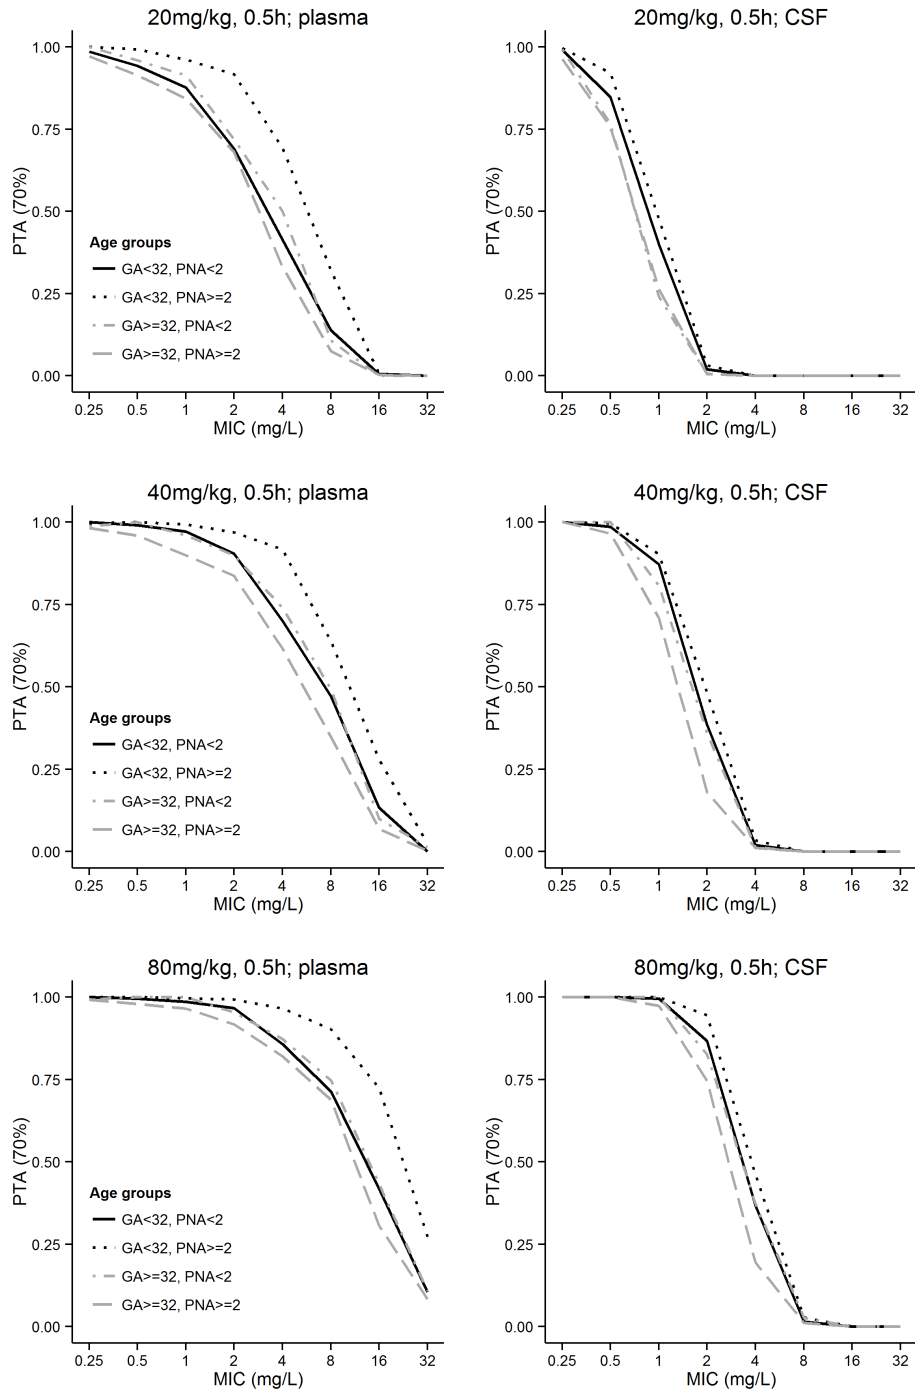 20mg/kg, 0.5h; plasma
1.00
0.75
0.50
0.25
0.00
PTA (70%)
Age groups
GA<32, PNA<2
GA<32, PNA>=2
GA>=32, PNA<2
GA>=32, PNA>=2
0.25 0.5 1 2 4 8 16 32
MIC (mg/L)
20mg/kg, 0.5h; CSF
1.00
0.75
0.50
0.25
0.00
PTA (70%)
0.25 0.5 1 2 4 8 16 32
MIC (mg/L)
40mg/kg, 0.5h; plasma
1.00
0.75
0.50
0.25
0.00
PTA (70%)
Age groups
GA<32, PNA<2
GA<32, PNA>=2
GA>=32, PNA<2
GA>=32, PNA>=2
0.25 0.5 1 2 4 8 16 32
MIC (mg/L)
40mg/kg, 0.5h; CSF
1.00
0.75
0.50
0.25
0.00
PTA (70%)
0.25 0.5 1 2 4 8 16 32
MIC (mg/L)
80mg/kg, 0.5h; plasma
1.00
0.75
0.50
0.25
0.00
PTA (70%)
Age groups
GA<32, PNA<2
GA<32, PNA>=2
GA>=32, PNA<2
GA>=32, PNA>=2
0.25 0.5 1 2 4 8 16 32
MIC (mg/L)
80mg/kg, 0.5h; CSF
1.00
0.75
0.50
0.25
0.00
PTA (70%)
0.25 0.5 1 2 4 8 16 32
MIC (mg/L)